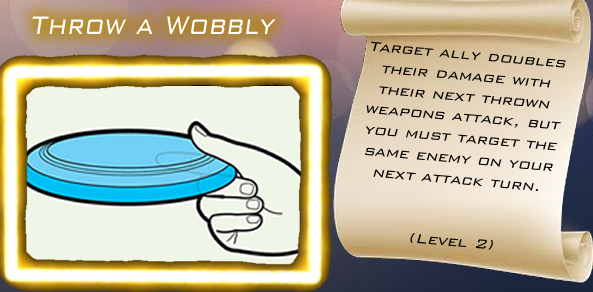 Throw a Wobbly
Target ally doubles
their damage with
their next thrown
weapons attack, but
you must target the
same enemy on your
next attack turn.
(Level 2)